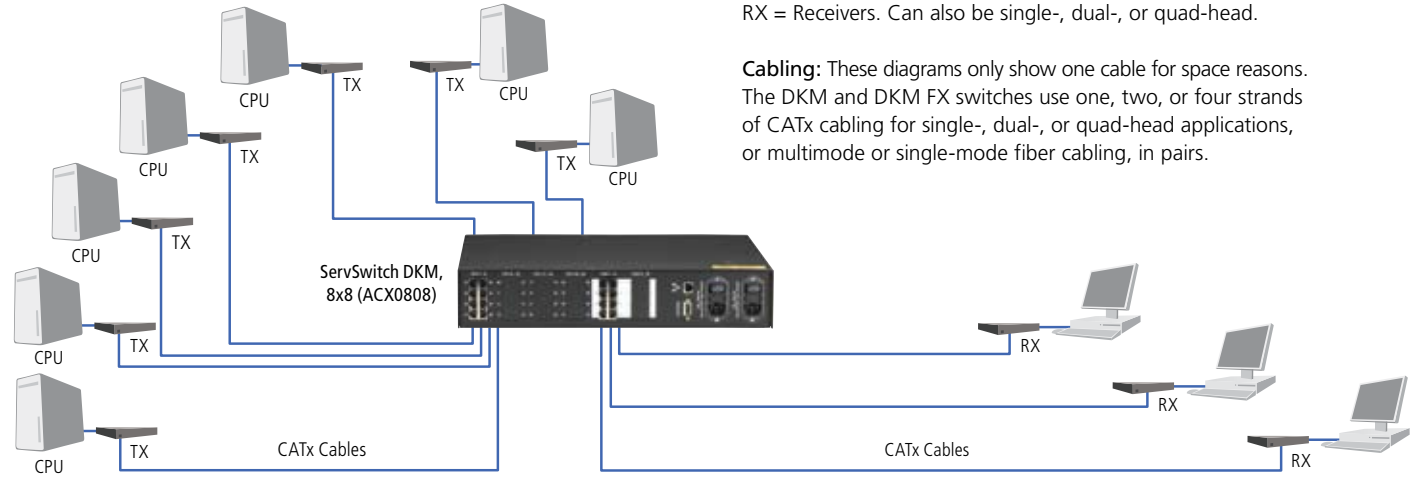 RX = Receivers. Can also be single-, dual-, or quad-head.
Cabling: These diagrams only show one cable for space reasons.
The DKM and DKM FX switches use one, two, or four strands
of CATx cabling for single-, dual-, or quad-head applications,
or multimode or single-mode fiber cabling, in pairs.
CPU
TX
TX
CPU
CPU
TX
TX
CPU
CPU
TX
ServSwitch DKM,
8x8 (ACX0808)
CPU
TX
RX
RX
CPU
TX
CATx Cables
CATx Cables
RX